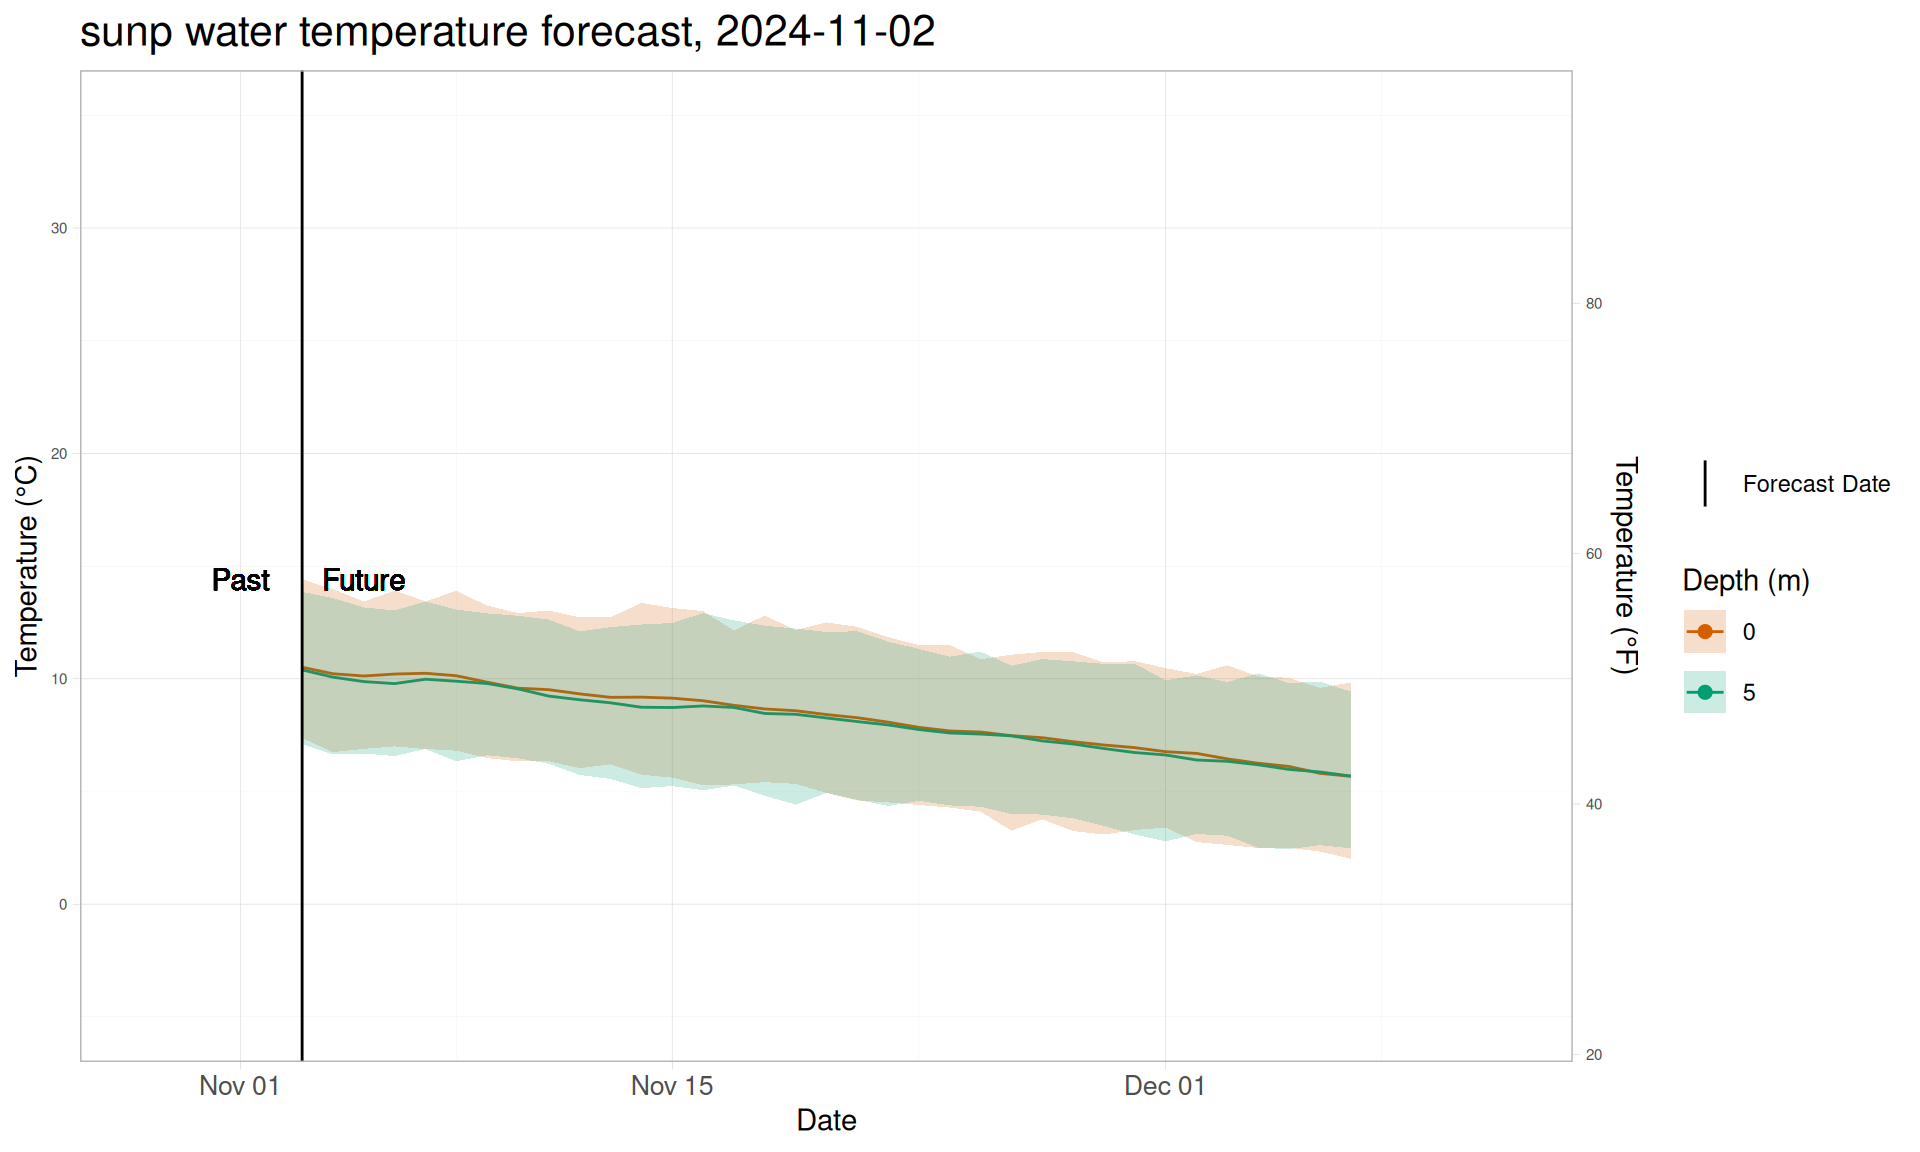 sunp water temperature forecast, 2024-11-02
Temperature (°C)
30
20
10
0
Past
Future
80
60
40
20
Temperature (°F)
Nov 01
Nov 15
Dec 01
Date
Forecast Date
Depth (m)
0
5